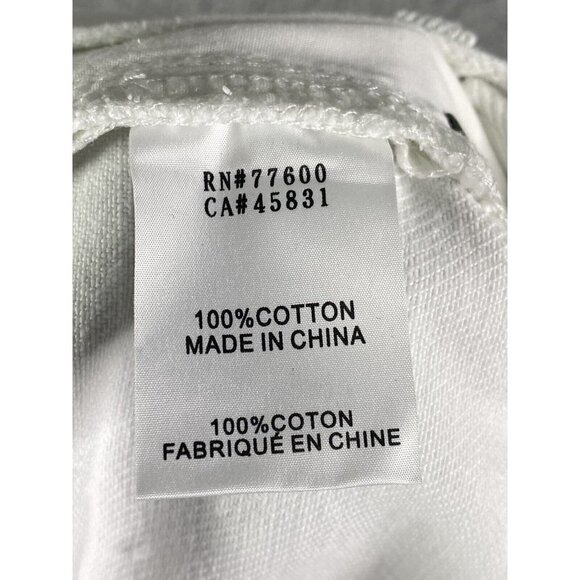 RN#77600
CA#45831
100%COTTON
MADE IN CHINA
100%COTON
FABRIQUÉ EN CHINE